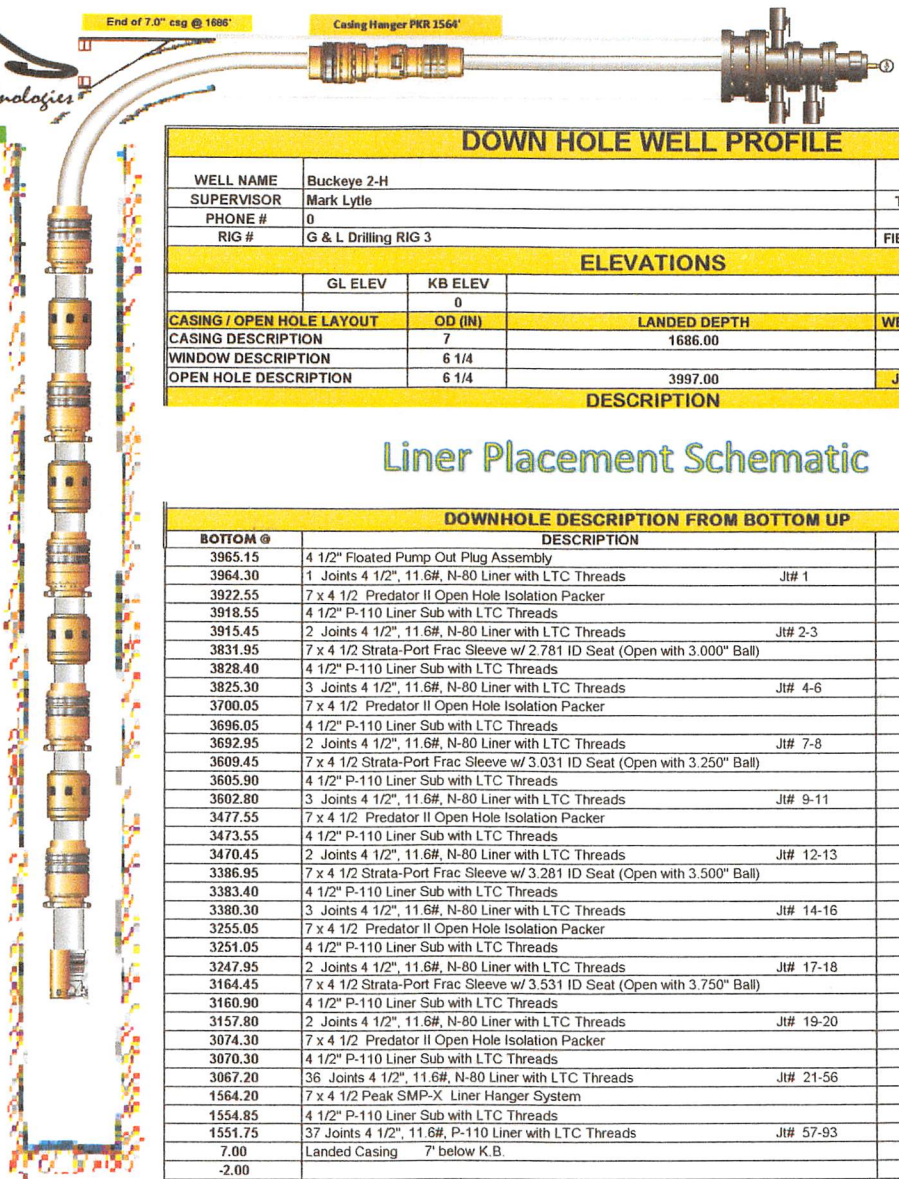 End of 7.0" csg @ 1686'
Casing Hanger PKR 1564'
nologies
DOWN HOLE WELL PROFILE
WELL NAME Buckeye 2-H
SUPERVISOR Mark Lytle
PHONE # 0
RIG # G & L Drilling RIG 3
ELEVATIONS
GL ELEV KB ELEV
0
CASING / OPEN HOLE LAYOUT OD (IN) LANDED DEPTH
CASING DESCRIPTION 7 1686.00
WINDOW DESCRIPTION 6 1/4
OPEN HOLE DESCRIPTION 6 1/4 3997.00
DESCRIPTION
Liner Placement Schematic
DOWNHOLE DESCRIPTION FROM BOTTOM UP
BOTTOM @ DESCRIPTION
3965.15 4 1/2" Floated Pump Out Plug Assembly
3964.30 1 Joints 4 1/2", 11.6#, N-80 Liner with LTC Threads Jt# 1
3922.55 7 x 4 1/2 Predator II Open Hole Isolation Packer
3918.55 4 1/2" P-110 Liner Sub with LTC Threads
3915.45 2 Joints 4 1/2", 11.6#, N-80 Liner with LTC Threads Jt# 2-3
3831.95 7 x 4 1/2 Strata-Port Frac Sleeve w/ 2.781 ID Seat (Open with 3.000" Ball)
3828.40 4 1/2" P-110 Liner Sub with LTC Threads
3825.30 3 Joints 4 1/2", 11.6#, N-80 Liner with LTC Threads Jt# 4-6
3700.05 7 x 4 1/2 Predator II Open Hole Isolation Packer
3696.05 4 1/2" P-110 Liner Sub with LTC Threads
3692.95 2 Joints 4 1/2", 11.6#, N-80 Liner with LTC Threads Jt# 7-8
3609.45 7 x 4 1/2 Strata-Port Frac Sleeve w/ 3.031 ID Seat (Open with 3.250" Ball)
3605.90 4 1/2" P-110 Liner Sub with LTC Threads
3602.80 3 Joints 4 1/2", 11.6#, N-80 Liner with LTC Threads Jt# 9-11
3477.55 7 x 4 1/2 Predator II Open Hole Isolation Packer
3473.55 4 1/2" P-110 Liner Sub with LTC Threads
3470.45 2 Joints 4 1/2", 11.6#, N-80 Liner with LTC Threads Jt# 12-13
3386.95 7 x 4 1/2 Strata-Port Frac Sleeve w/ 3.281 ID Seat (Open with 3.500" Ball)
3383.40 4 1/2" P-110 Liner Sub with LTC Threads
3380.30 3 Joints 4 1/2", 11.6#, N-80 Liner with LTC Threads Jt# 14-16
3255.05 7 x 4 1/2 Predator II Open Hole Isolation Packer
3251.05 4 1/2" P-110 Liner Sub with LTC Threads
3247.95 2 Joints 4 1/2", 11.6#, N-80 Liner with LTC Threads Jt# 17-18
3164.45 7 x 4 1/2 Strata-Port Frac Sleeve w/ 3.531 ID Seat (Open with 3.750" Ball)
3160.90 4 1/2" P-110 Liner Sub with LTC Threads
3157.80 2 Joints 4 1/2", 11.6#, N-80 Liner with LTC Threads Jt# 19-20
3074.30 7 x 4 1/2 Predator II Open Hole Isolation Packer
3070.30 4 1/2" P-110 Liner Sub with LTC Threads
3067.20 36 Joints 4 1/2", 11.6#, N-80 Liner with LTC Threads Jt# 21-56
1564.20 7 x 4 1/2 Peak SMP-X Liner Hanger System
1554.85 4 1/2" P-110 Liner Sub with LTC Threads
1551.75 37 Joints 4 1/2", 11.6#, P-110 Liner with LTC Threads Jt# 57-93
7.00 Landed Casing 7' below K.B.
-2.00